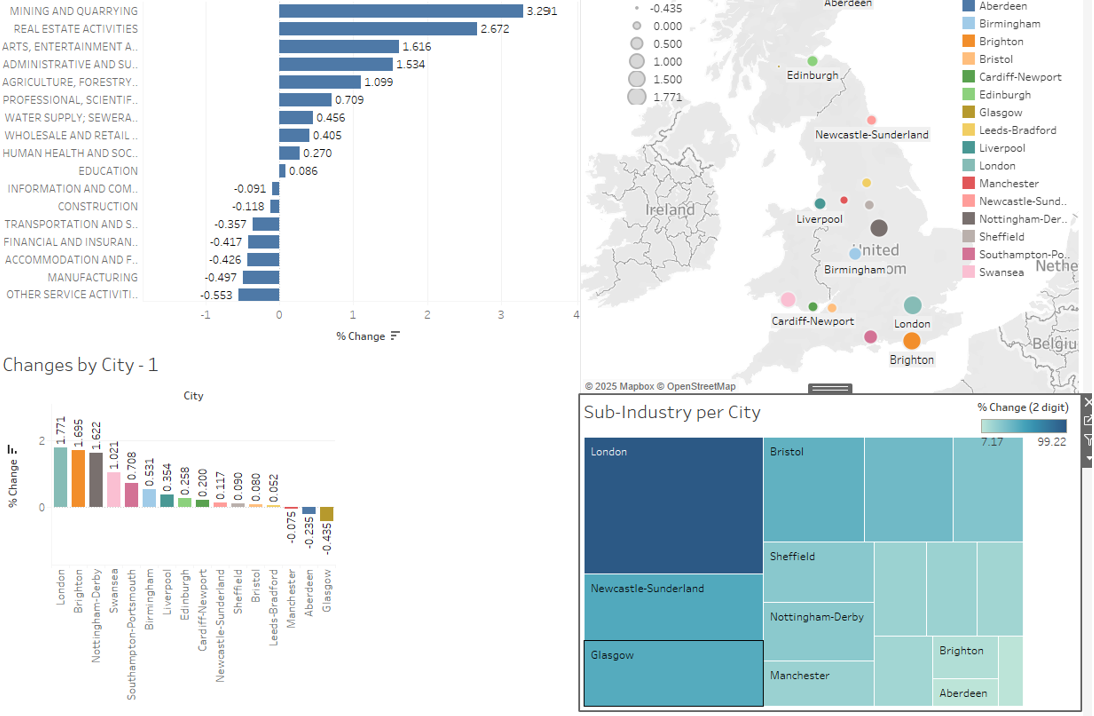 MINING AND QUARRYING 3.291
REAL ESTATE ACTIVITIES 2.672
ARTS, ENTERTAINMENT A.. 1.616
ADMINISTRATIVE AND SU.. 1.534
AGRICULTURE, FORESTRY.. 1.099
PROFESSIONAL, SCIENTIF.. 0.709
WATER SUPPLY; SEWERA.. 0.456
WHOLESALE AND RETAIL .. 0.405
HUMAN HEALTH AND SOC.. 0.270
EDUCATION 0.086
INFORMATION AND COM.. -0.091
CONSTRUCTION -0.118
TRANSPORTATION AND S.. -0.357
FINANCIAL AND INSURAN.. -0.417
ACCOMMODATION AND F.. -0.426
MANUFACTURING -0.497
OTHER SERVICE ACTIVITI.. -0.553
-1 0 1 2 3 4
% Change
-0.435
0.000
0.500
1.000
1.500
1.771
Aberdeen
Edinburgh
Newcastle-Sunderland
Ireland
Liverpool
United
Birmingham
Cardiff-Newport
London
Brighton
Nethe
Belgiu
© 2025 Mapbox © OpenStreetMap
Aberdeen
Birmingham
Brighton
Bristol
Cardiff-Newport
Edinburgh
Glasgow
Leeds-Bradford
Liverpool
London
Manchester
Newcastle-Sund..
Nottingham-Der..
Sheffield
Southampton-Po..
Swansea
Changes by City - 1
City
% Change
2
0
1.771
1.695
1.622
1.021
0.708
0.531
0.354
0.258
0.200
0.117
0.090
0.080
0.052
-0.075
-0.235
-0.435
London
Brighton
Nottingham-Derby
Swansea
Southampton-Portsmouth
Birmingham
Liverpool
Edinburgh
Cardiff-Newport
Newcastle-Sunderland
Sheffield
Bristol
Leeds-Bradford
Manchester
Aberdeen
Glasgow
Sub-Industry per City
% Change (2 digit)
7.17 99.22
London
Newcastle-Sunderland
Glasgow
Bristol
Sheffield
Nottingham-Derby
Manchester
Brighton
Aberdeen